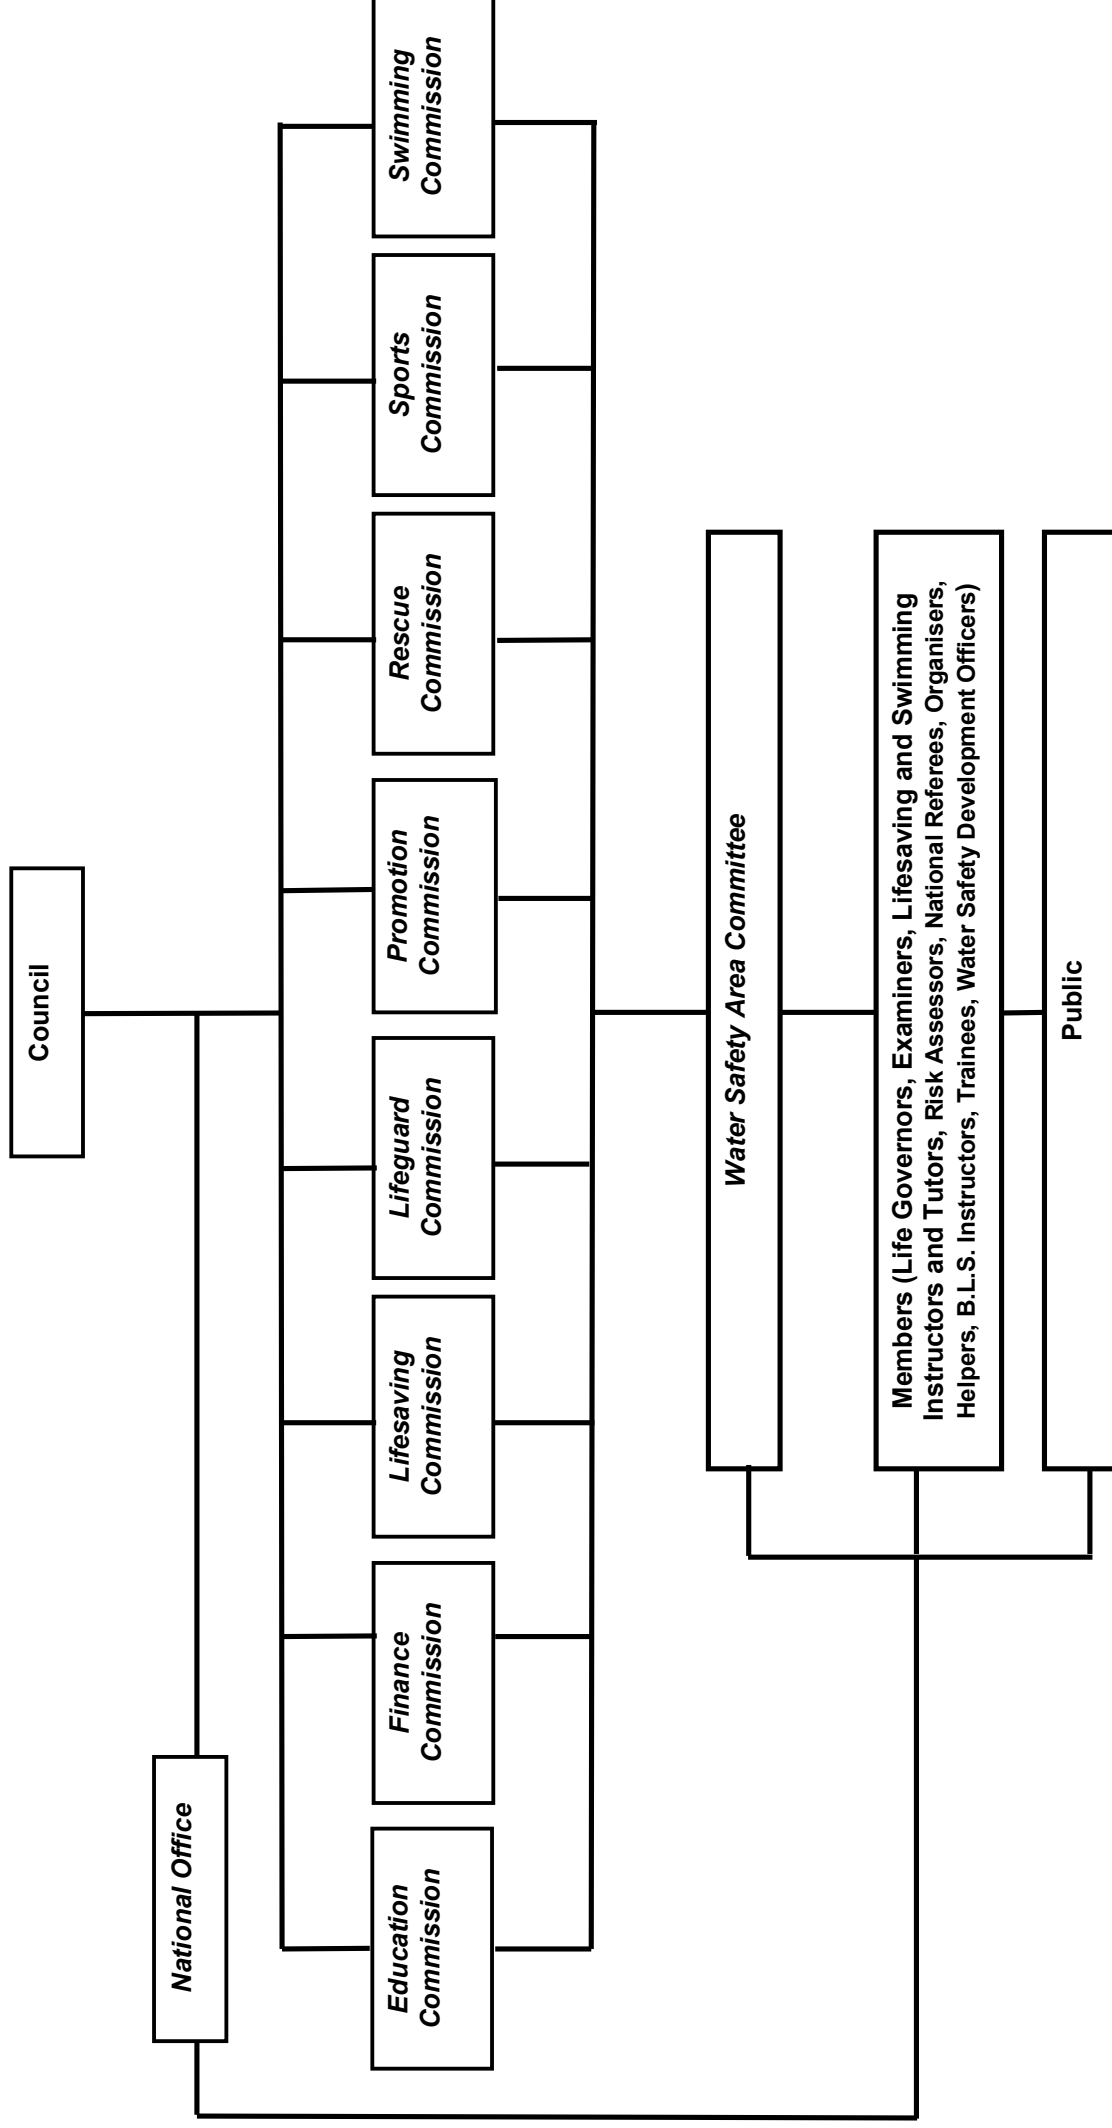 Council
National Office
Education
Commission
Finance
Commission
Lifesaving
Commission
Lifeguard
Commission
Promotion
Commission
Rescue
Commission
Sports
Commission
Swimming
Commission
Water Safety Area Committee
Members (Life Governors, Examiners, Lifesaving and Swimming
Instructors and Tutors, Risk Assessors, National Referees, Organisers,
Helpers, B.L.S. Instructors, Trainees, Water Safety Development Officers)
Public